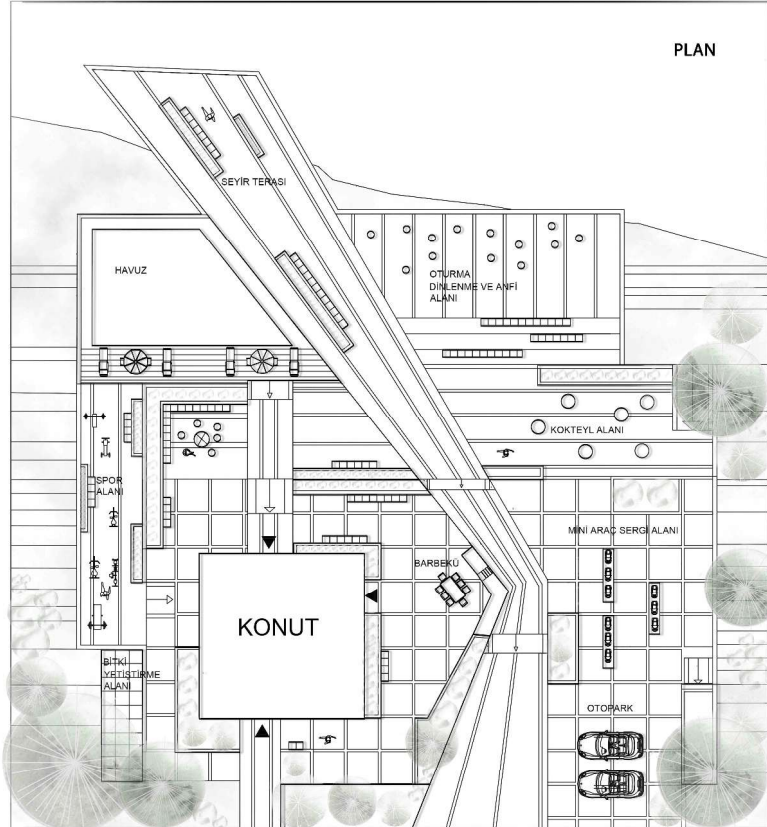 PLAN
SEYİR TERASI
HAVUZ
OTURMA
DİNLENME VE ANFİ
ALANI
KOKTEYL ALANI
SPOR
ALANI
MİNİ ARAÇ SERGİ ALANI
BARBEKÜ
KONUT
BİTKİ
YETİŞTİRME
ALANI
OTOPARK